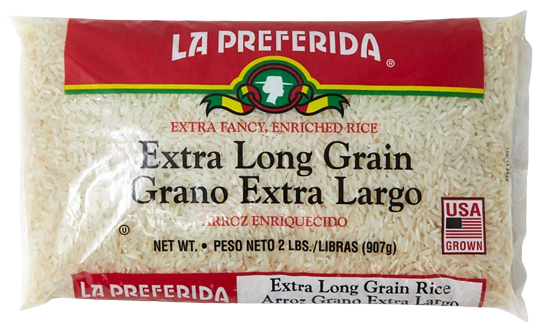 LA PREFERIDA®
EXTRA FANCY, ENRICHED RICE
Extra Long Grain
Grano Extra Largo
ARROZ ENRIQUECIDO
NET WT. • PESO NETO 2 LBS./LIBRAS (907g)
U
USA
GROWN
LA PREFERIDA
Extra Long Grain Rice
Arroz Grano Extra Largo